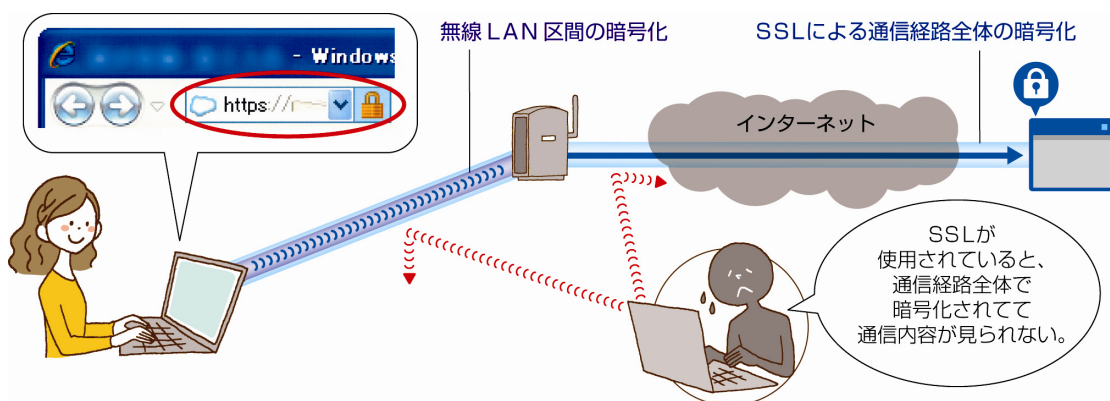 無線LAN区間の暗号化
SSLによる通信経路全体の暗号化
- Windows
https://
インターネット
SSLが
使用されていると、
通信経路全体で
暗号化されてて
通信内容が見られない。